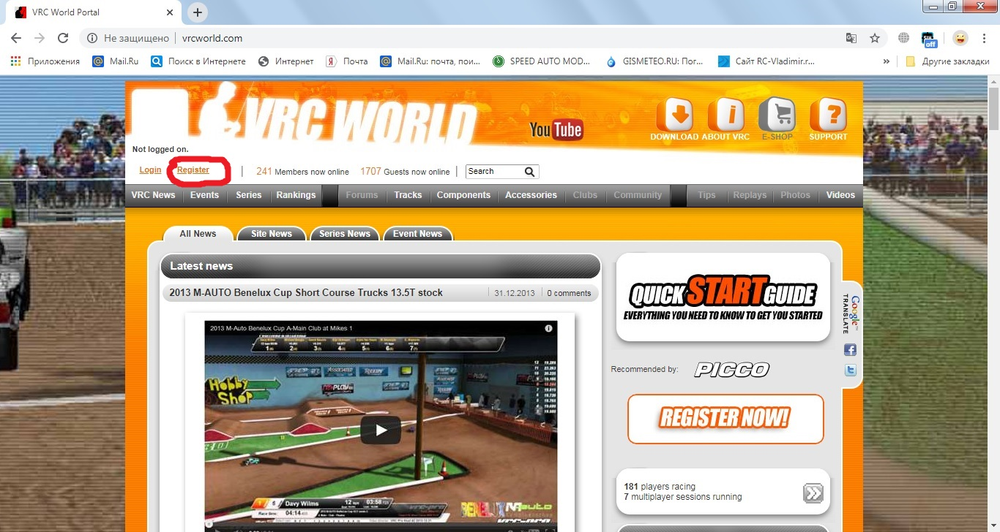 VRC World Portal
Не защищено | vrcworld.com
off
Приложения
Mail.Ru
Поиск в Интернете
Интернет
Почта
Mail.Ru: почта, пои...
SPEED AUTO MOD...
GISMETEO.RU: Пог...
Сайт RC-Vladimir.r...
»
Другие закладки
VRC WORLD
You Tube
DOWNLOAD
ABOUT VRC
E-SHOP
SUPPORT
Not logged on.
Login
Register
241 Members now online
1707 Guests now online
Search
VRC News
Events
Series
Rankings
Forums
Tracks
Components
Accessories
Clubs
Community
Tips
Replays
Photos
Videos
All News
Site News
Series News
Event News
Latest news
2013 M-AUTO Benelux Cup Short Course Trucks 13.5T stock
31.12.2013
0 comments
2013 M-Auto Benelux Cup A-Main Club at Mikes 1
Hobby
Shop
Davy Wilms
03:58
04:14
BENELUX
QUICK START GUIDE
EVERYTHING YOU NEED TO KNOW TO GET YOU STARTED
Google™
TRANSLATE
Recommended by:
PICCO
REGISTER NOW!
181 players racing
7 multiplayer sessions running